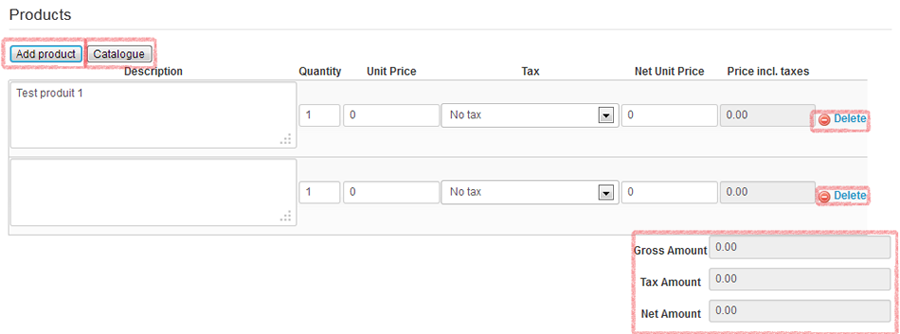 Products
Add product Catalogue
Description Quantity Unit Price Tax Net Unit Price Price incl. taxes
Test produit 1 1 0 No tax 0 0.00 Delete
1 0 No tax 0 0.00 Delete
Gross Amount 0.00
Tax Amount 0.00
Net Amount 0.00